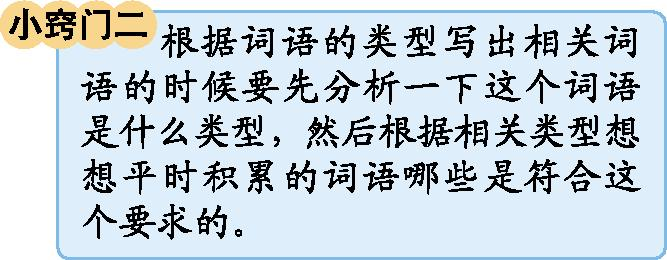 小窍门二
根据词语的类型写出相关词
语的时候要先分析一下这个词语
是什么类型，然后根据相关类型想
想平时积累的词语哪些是符合这
个要求的。